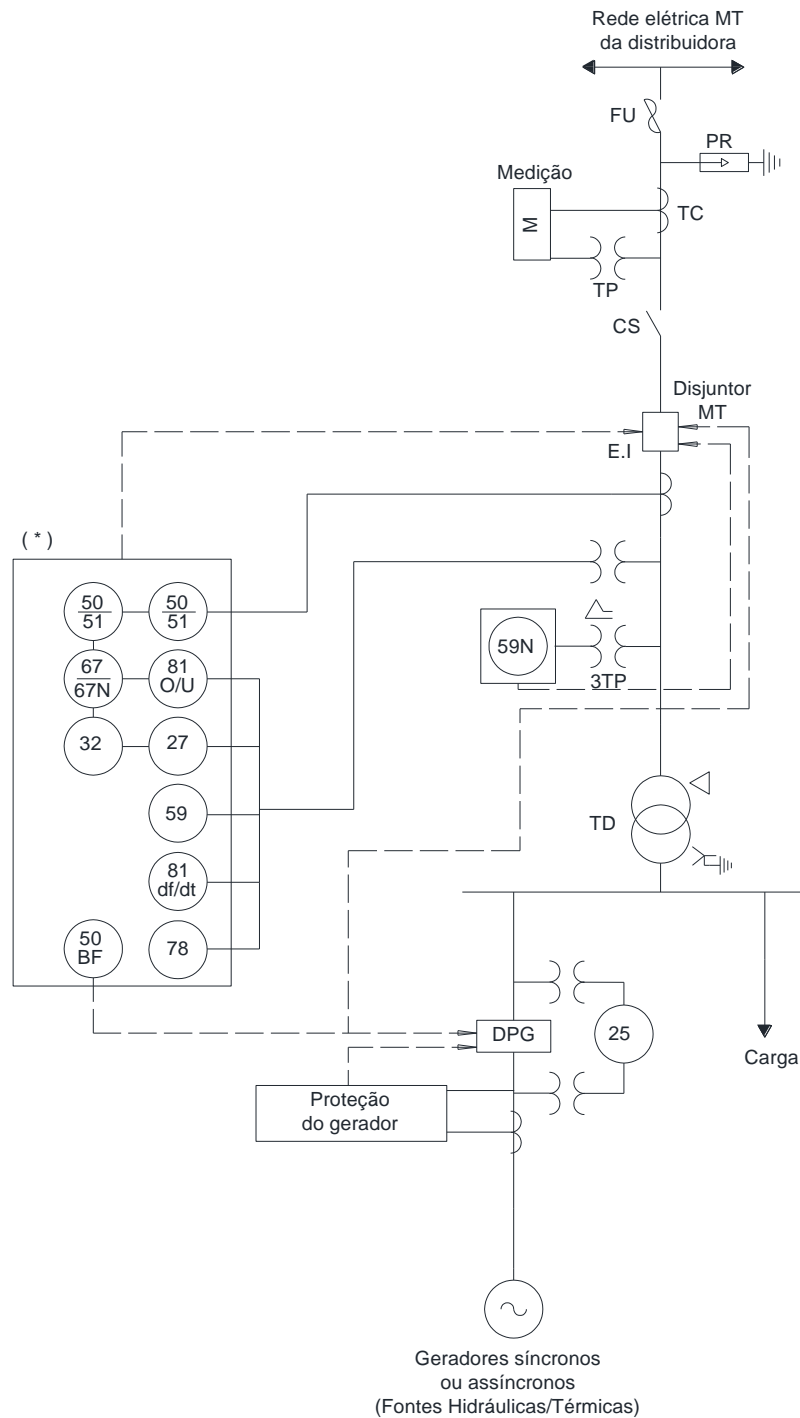 Rede elétrica MT
da distribuidora
FU
PR
Medição
M
TC
TP
CS
Disjuntor
MT
E.I
( * )
50
51
50
51
67
67N
81
O/U
59N
3TP
32
27
59
TD
81
df/dt
50
BF
78
DPG
25
Carga
Proteção
do gerador
Geradores síncronos
ou assíncronos
(Fontes Hidráulicas/Térmicas)